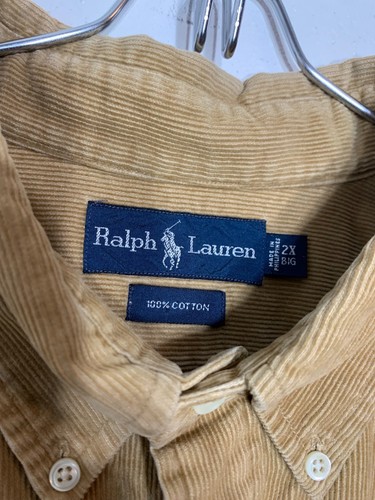 Ralph Lauren
MADE IN
PHILIPPINES
2X
BIG
100% COTTON